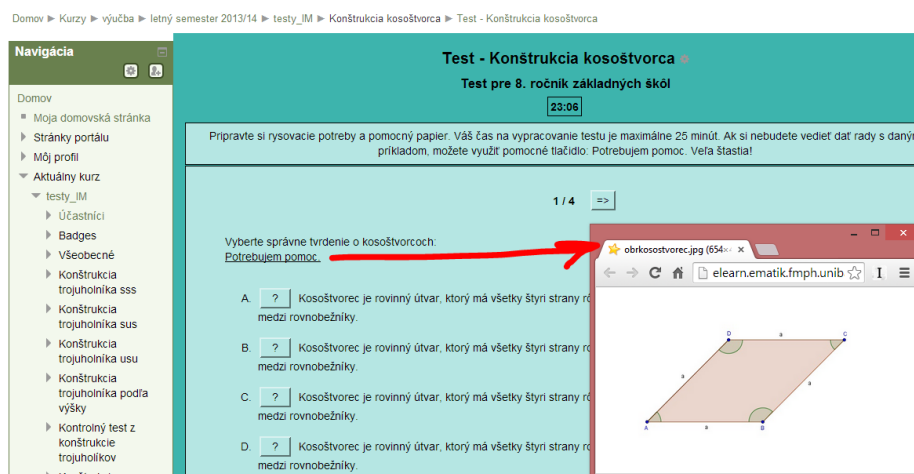 Domov ► Kurzy ► výučba ► letný semester 2013/14 ► testy_IM ► Konštrukcia kosoštvorca ► Test - Konštrukcia kosoštvorca
Navigácia
Domov
Moja domovská stránka
Stránky portálu
Môj profil
Aktuálny kurz
testy_IM
Účastníci
Badges
Všeobecné
Konštrukcia
trojuholníka sss
Konštrukcia
trojuholníka sus
Konštrukcia
trojuholníka usu
Konštrukcia
trojuholníka podľa
výšky
Kontrolný test z
konštrukcie
trojuholíkov
Test - Konštrukcia kosoštvorca
Test pre 8. ročník základných škôl
23:06
Pripravte si rysovacie potreby a pomocný papier. Váš čas na vypracovanie testu je maximálne 25 minút. Ak si nebudete vedieť dať rady s daným
príkladom, možete využiť pomocné tlačidlo: Potrebujem pomoc. Veľa štastia!
1 / 4 =>
Vyberte správne tvrdenie o kosoštvorcoch:
Potrebujem pomoc.
A. ? Kosoštvorec je rovinný útvar, ktorý má všetky štyri strany
medzi rovnobežníky.
B. ? Kosoštvorec je rovinný útvar, ktorý má všetky štyri strany
medzi rovnobežníky.
C. ? Kosoštvorec je rovinný útvar, ktorý má všetky štyri strany
medzi rovnobežníky.
D. ? Kosoštvorec je rovinný útvar, ktorý má všetky štyri strany
medzi rovnobežníky.
obrkosostvorec.jpg (654×
elearn.ematik.fmph.unib
D a C
a a
A a B